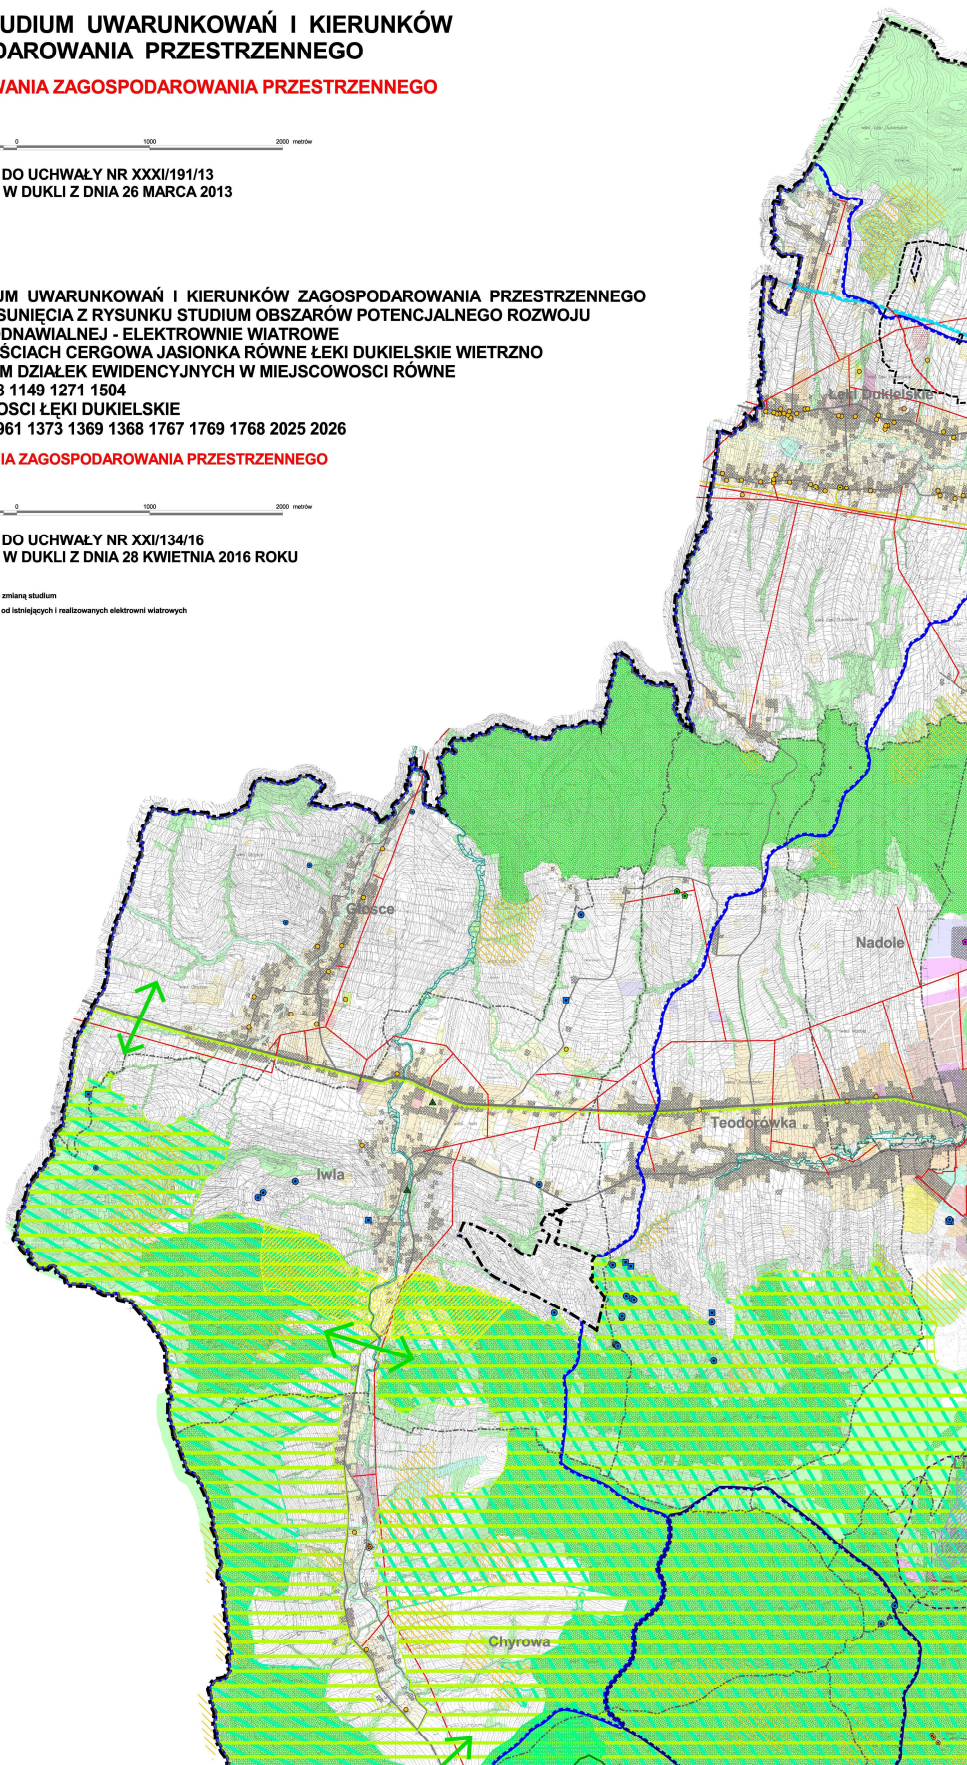 TUDIUM UWARUNKOWAŃ I KIERUNKÓW
DAROWANIA PRZESTRZENNEGO
WANIA ZAGOSPODAROWANIA PRZESTRZENNEGO
0 1000 2000 metrów
DO UCHWAŁY NR XXXI/191/13
W DUKLI Z DNIA 26 MARCA 2013
UM UWARUNKOWAŃ I KIERUNKÓW ZAGOSPODAROWANIA PRZESTRZENNEGO
SUNIĘCIA Z RYSUNKU STUDIUM OBSZARÓW POTENCJALNEGO ROZWOJU
ODNAWIALNEJ - ELEKTROWNIE WIATROWE
ŚCIACH CERGOWA JASIONKA RÓWNE ŁEKI DUKIELSKIE WIETRZNO
M DZIAŁEK EWIDENCYJNYCH W MIEJSCOWOSCI RÓWNE
3 1149 1271 1504
OSCI ŁĘKI DUKIELSKIE
961 1373 1369 1368 1767 1769 1768 2025 2026
IA ZAGOSPODAROWANIA PRZESTRZENNEGO
0 1000 2000 metrów
DO UCHWAŁY NR XXI/134/16
W DUKLI Z DNIA 28 KWIETNIA 2016 ROKU
zmianą studium
od istniejących i realizowanych elektrowni wiatrowych
Łęki Dukielskie
Głojsce
Nadole
Teodorówka
Iwla
Chyrowa